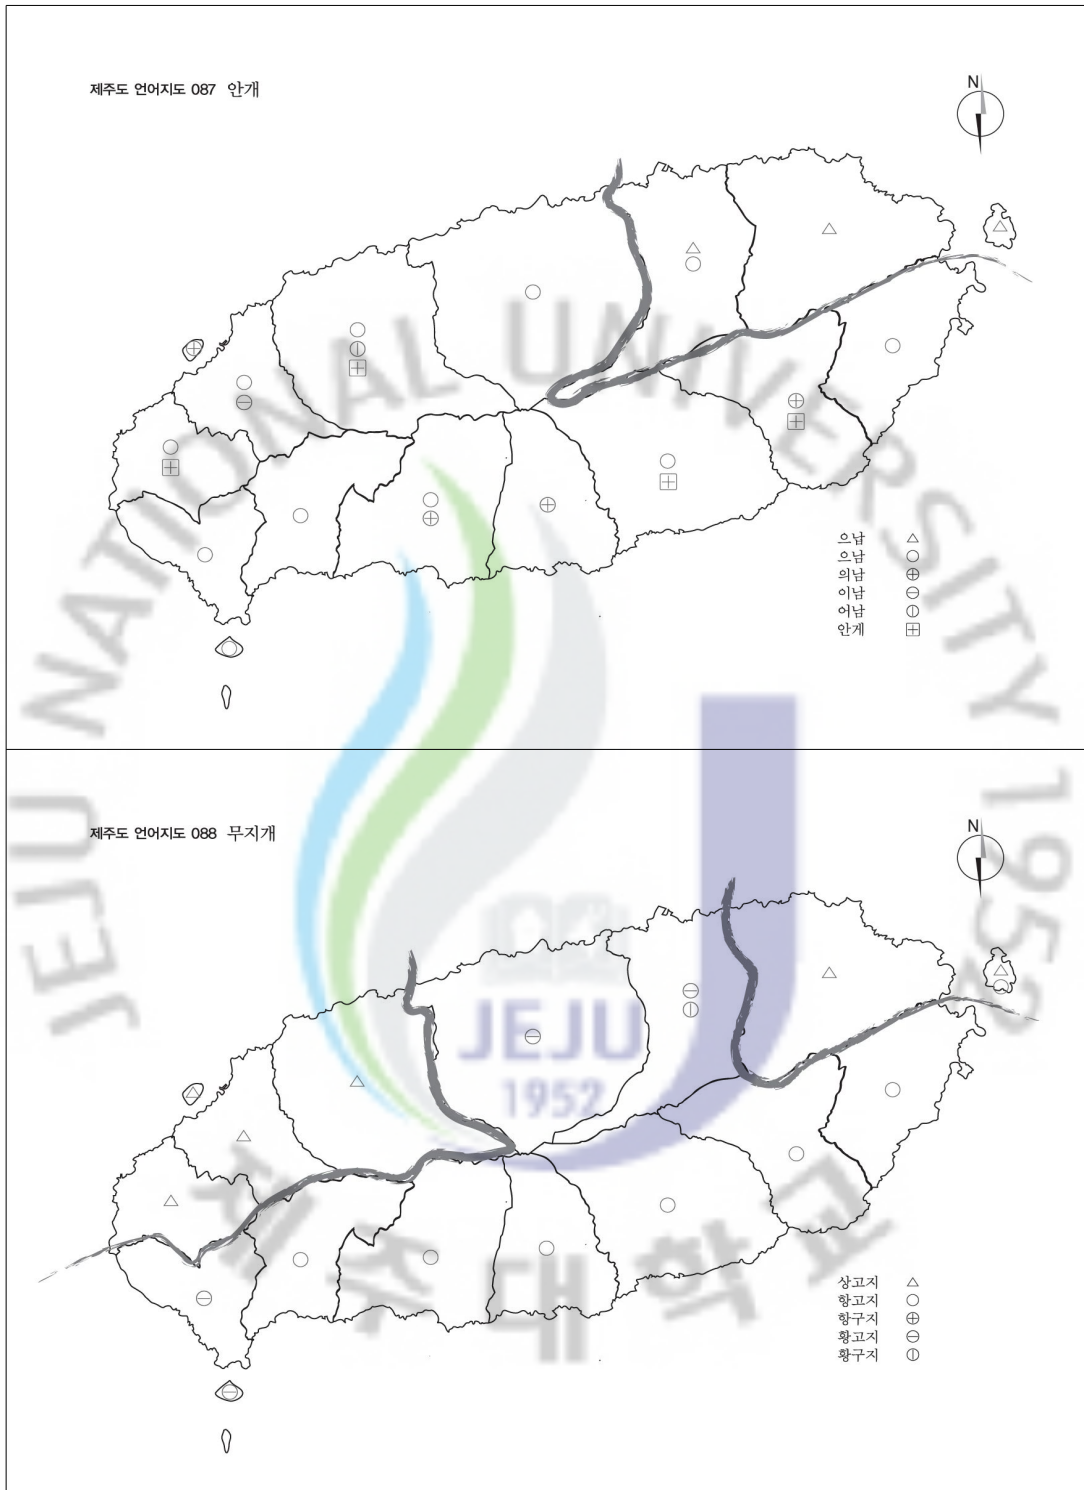 제주도 언어지도 087 안개
N
으납
으남
의남
이남
어남
안게
JEJU NATIONAL UNIVERSITY 1952
제주도 언어지도 088 무지개
N
JEJU
1952
상고지
항고지
항구지
황고지
황구지
제주대학교